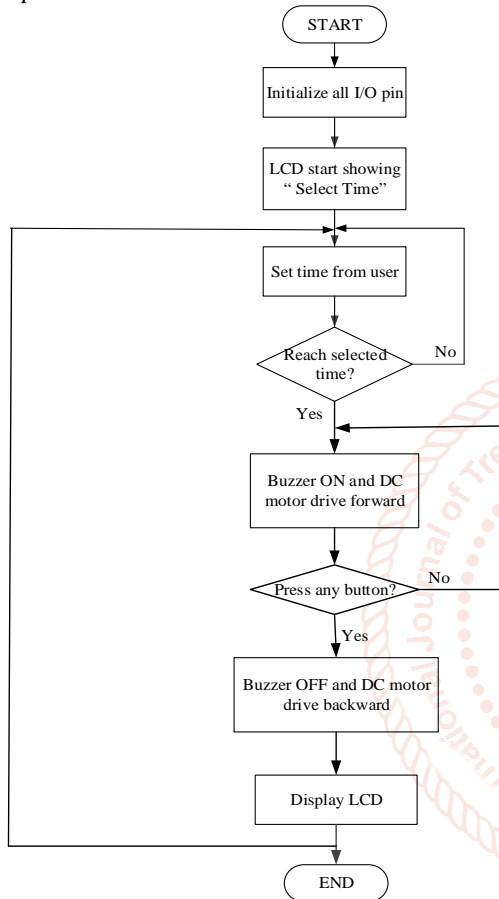 START
Initialize all I/O pin
LCD start showing
“ Select Time”
Set time from user
Reach selected
time?
No
Yes
Buzzer ON and DC
motor drive forward
Press any button?
No
Yes
Buzzer OFF and DC motor
drive backward
Display LCD
END